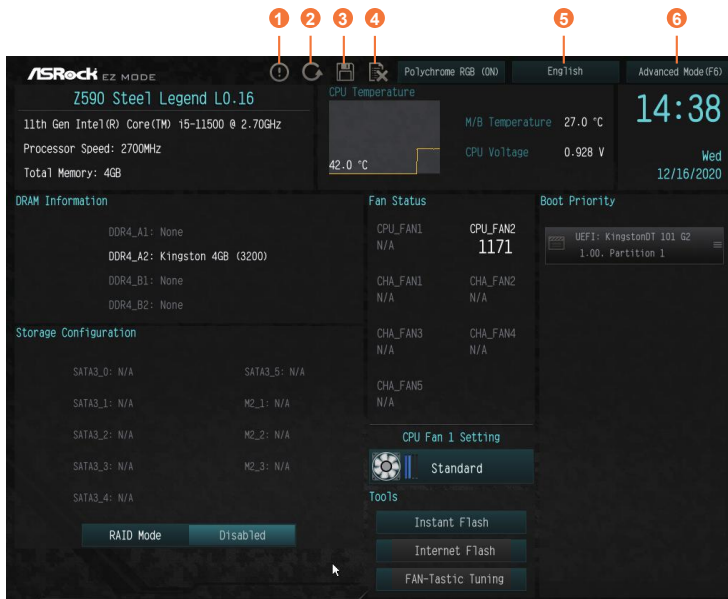 1 2 3 4 5 6
ASRock EZ MODE
Polychrome RGB (ON)
English
Advanced Mode(F6)
Z590 Steel Legend L0.16
11th Gen Intel(R) Core(TM) i5-11500 @ 2.70GHz
Processor Speed: 2700MHz
Total Memory: 4GB
CPU Temperature
42.0 °C
M/B Temperature 27.0 °C
CPU Voltage 0.928 V
14:38
Wed
12/16/2020
DRAM Information
DDR4_A1: None
DDR4_A2: Kingston 4GB (3200)
DDR4_B1: None
DDR4_B2: None
Storage Configuration
SATA3_0: N/A SATA3_5: N/A
SATA3_1: N/A M2_1: N/A
SATA3_2: N/A M2_2: N/A
SATA3_3: N/A M2_3: N/A
SATA3_4: N/A
RAID Mode Disabled
Fan Status
CPU_FAN1 CPU_FAN2
N/A 1171
CHA_FAN1 CHA_FAN2
N/A N/A
CHA_FAN3 CHA_FAN4
N/A N/A
CHA_FAN5
N/A
CPU Fan 1 Setting
Standard
Tools
Instant Flash
Internet Flash
FAN-Tastic Tuning
Boot Priority
UEFI: KingstonDT 101 G2
1.00. Partition 1